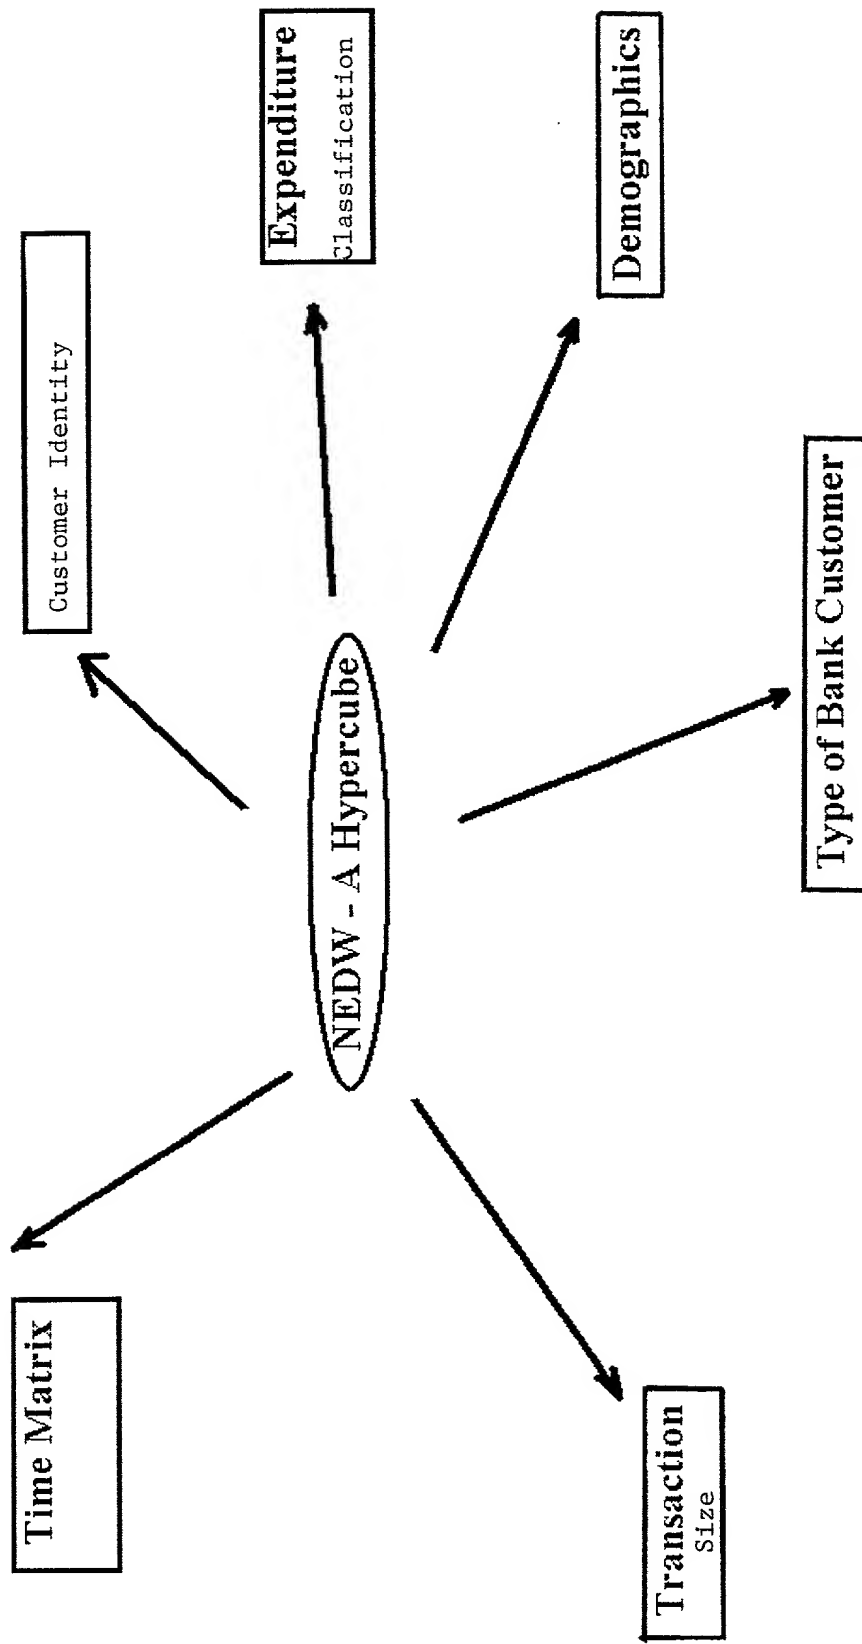 Time Matrix
Customer Identity
Expenditure
Classification
NEDW - A Hypercube
Demographics
Transaction
Size
Type of Bank Customer